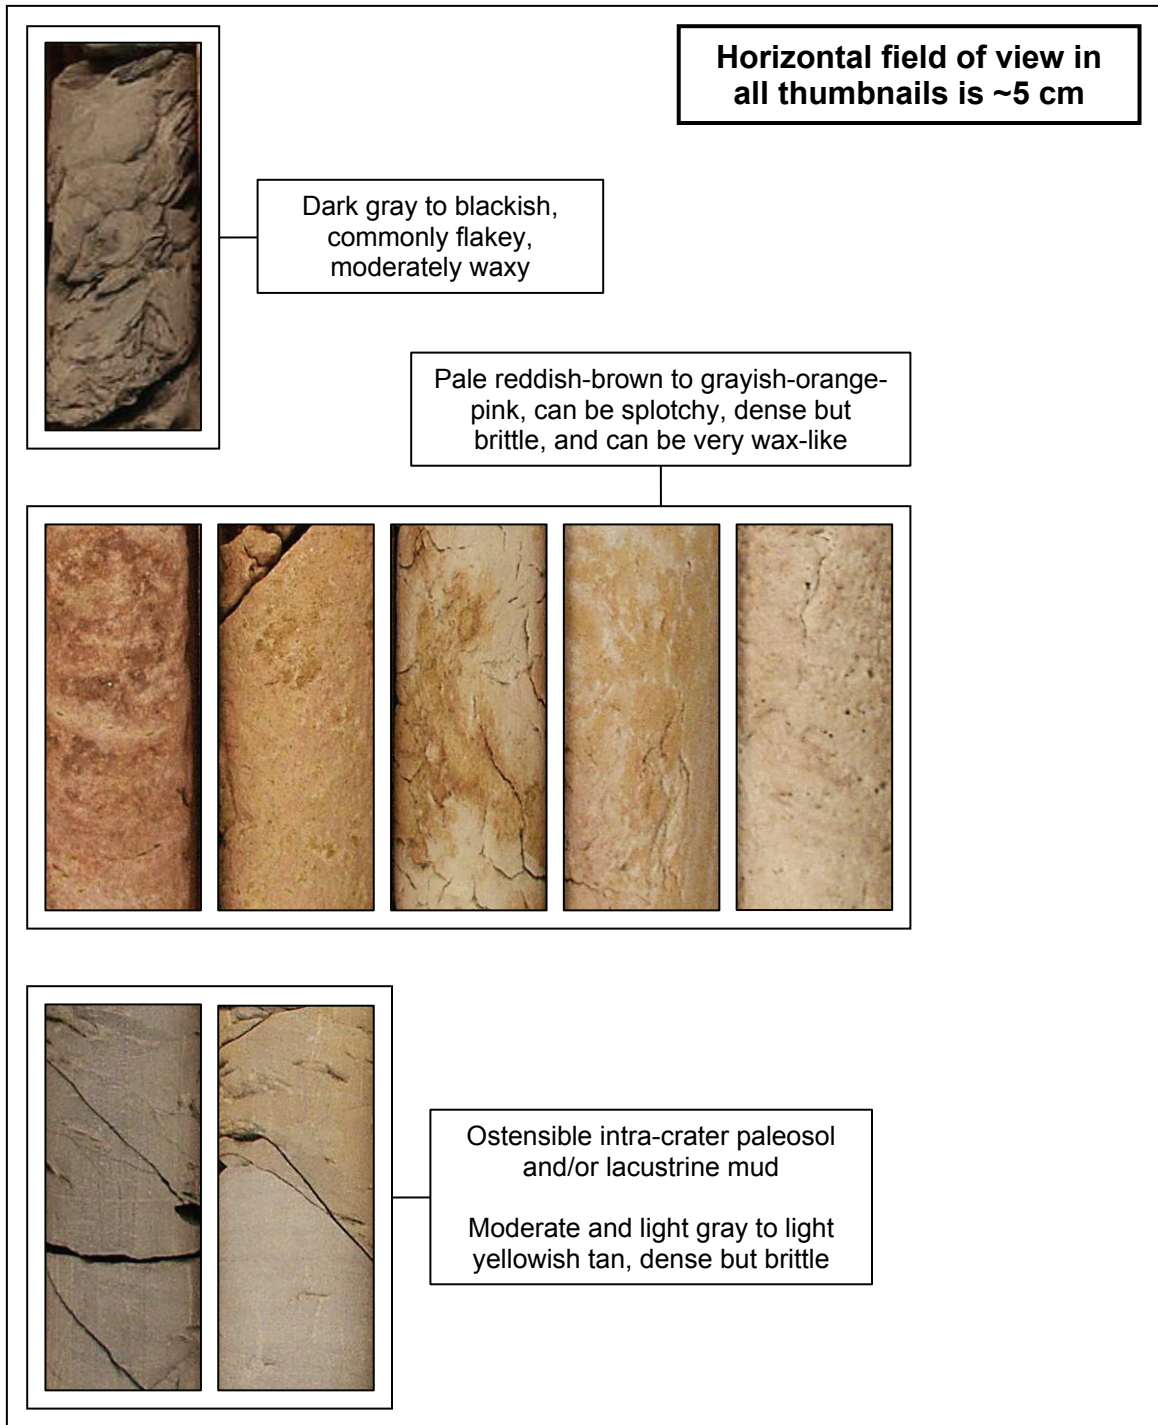 Horizontal field of view in
all thumbnails is ~5 cm
Dark gray to blackish,
commonly flakey,
moderately waxy
Pale reddish-brown to grayish-orange-
pink, can be splotchy, dense but
brittle, and can be very wax-like
Ostensible intra-crater paleosol
and/or lacustrine mud
Moderate and light gray to light
yellowish tan, dense but brittle